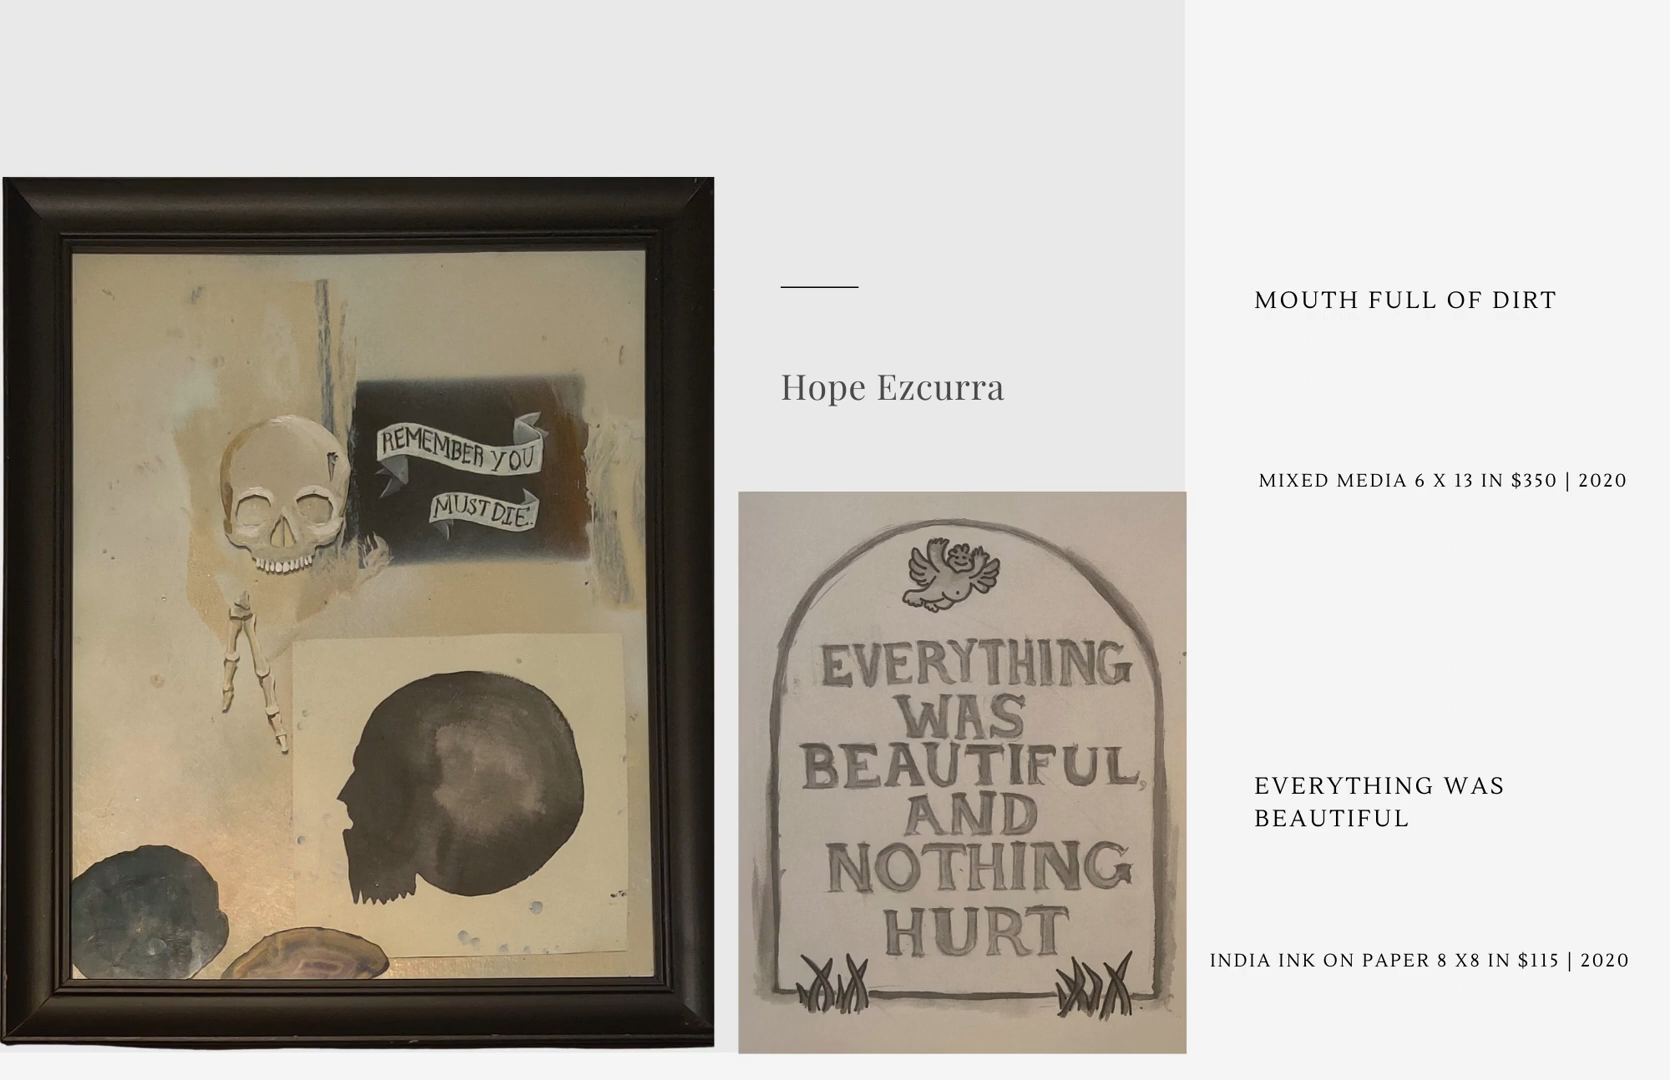 Hope Ezcurra
REMEMBER YOU
MUST DIE.
EVERYTHING
WAS
BEAUTIFUL,
AND
NOTHING
HURT
MOUTH FULL OF DIRT
MIXED MEDIA 6 X 13 IN $350 | 2020
EVERYTHING WAS
BEAUTIFUL
INDIA INK ON PAPER 8 X8 IN $115 | 2020